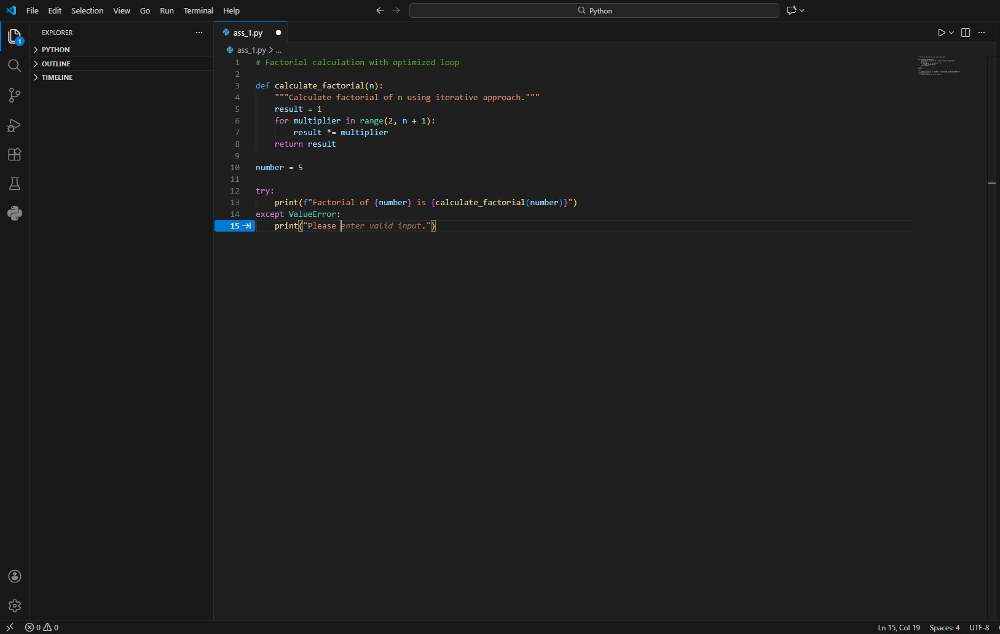 File Edit Selection View Go Run Terminal Help
Python
EXPLORER
PYTHON
OUTLINE
TIMELINE
1
ass_1.py
ass_1.py > ...
1 # Factorial calculation with optimized loop
2
3 def calculate_factorial(n):
4     """Calculate factorial of n using iterative approach."""
5     result = 1
6     for multiplier in range(2, n + 1):
7         result *= multiplier
8     return result
9
10 number = 5
11
12 try:
13     print(f"Factorial of {number} is {calculate_factorial(number)}")
14 except ValueError:
15     print("Please enter valid input.")
0 0
Ln 15, Col 19 Spaces: 4 UTF-8